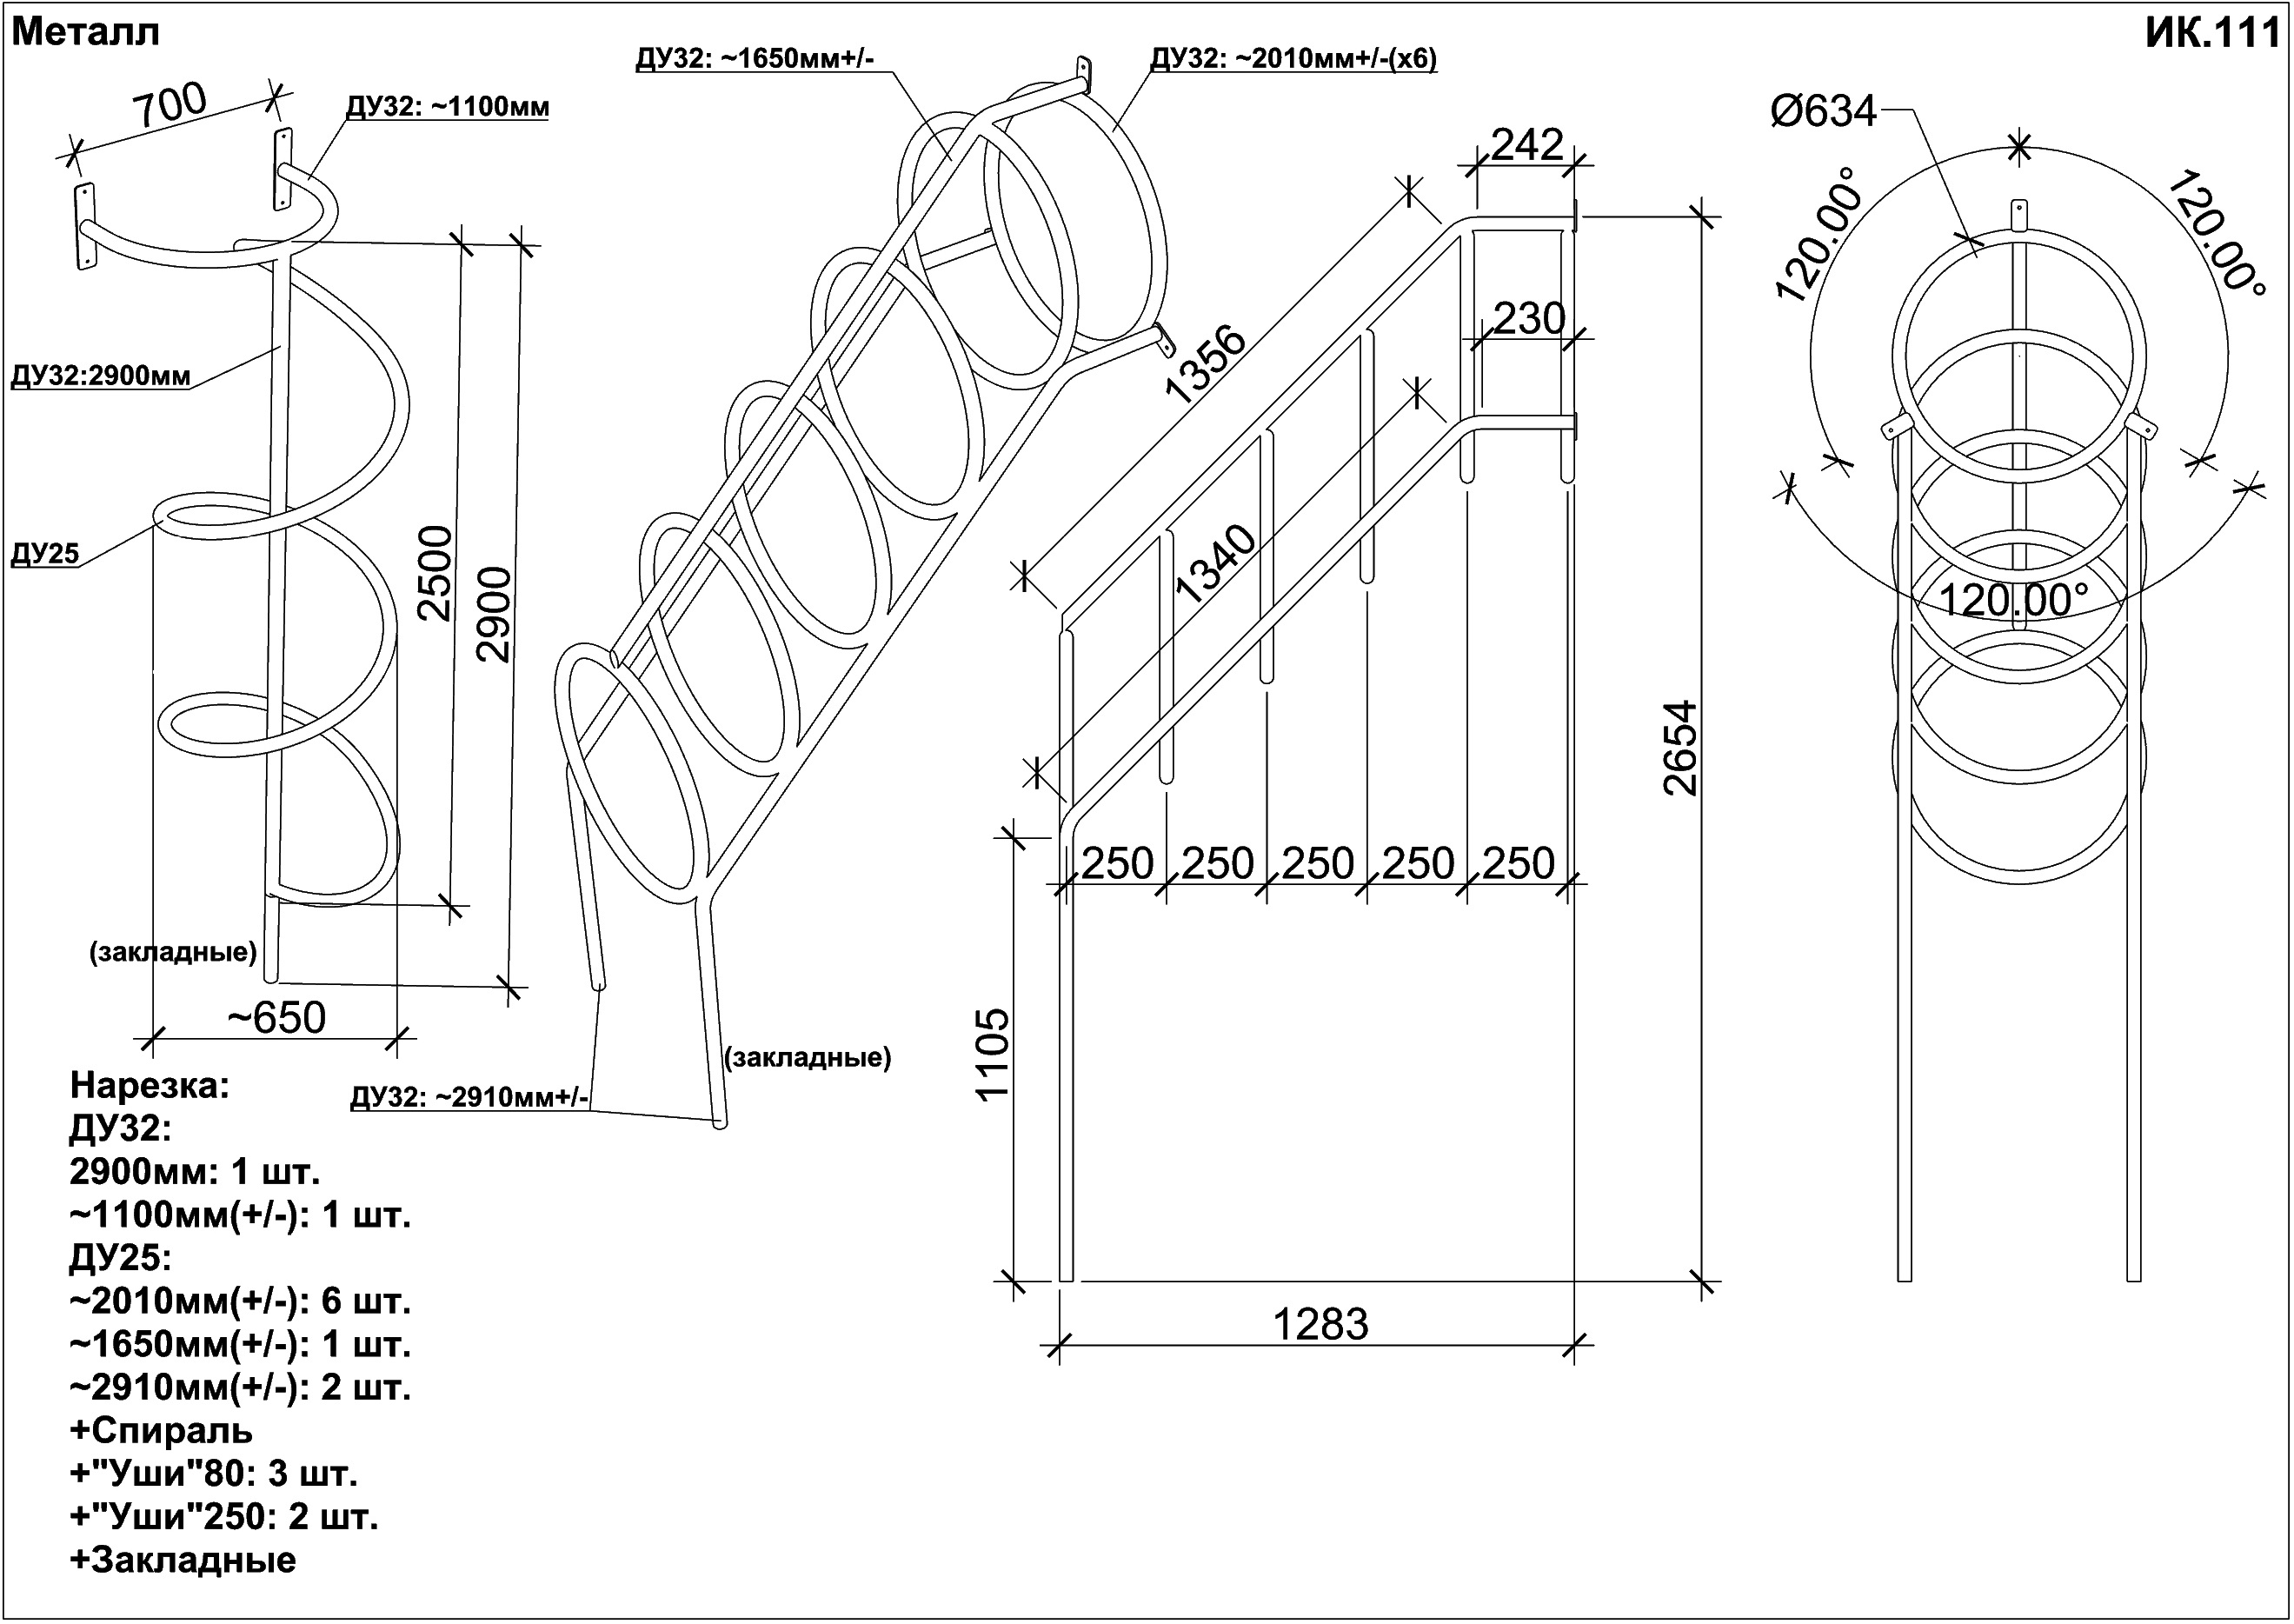 Металл
ИК.111
700
ДУ32: ~1100мм
ДУ32:2900мм
ДУ25
2500
2900
(закладные)
~650
ДУ32: ~1650мм+/-
ДУ32: ~2010мм+/-(х6)
(закладные)
ДУ32: ~2910мм+/-
242
230
1356
1340
250
250
250
250
250
2654
1105
1283
Ø634
120.00°
120.00°
120.00°
Нарезка:
ДУ32:
2900мм: 1 шт.
~1100мм(+/-): 1 шт.
ДУ25:
~2010мм(+/-): 6 шт.
~1650мм(+/-): 1 шт.
~2910мм(+/-): 2 шт.
+Спираль
+"Уши"80: 3 шт.
+"Уши"250: 2 шт.
+Закладные